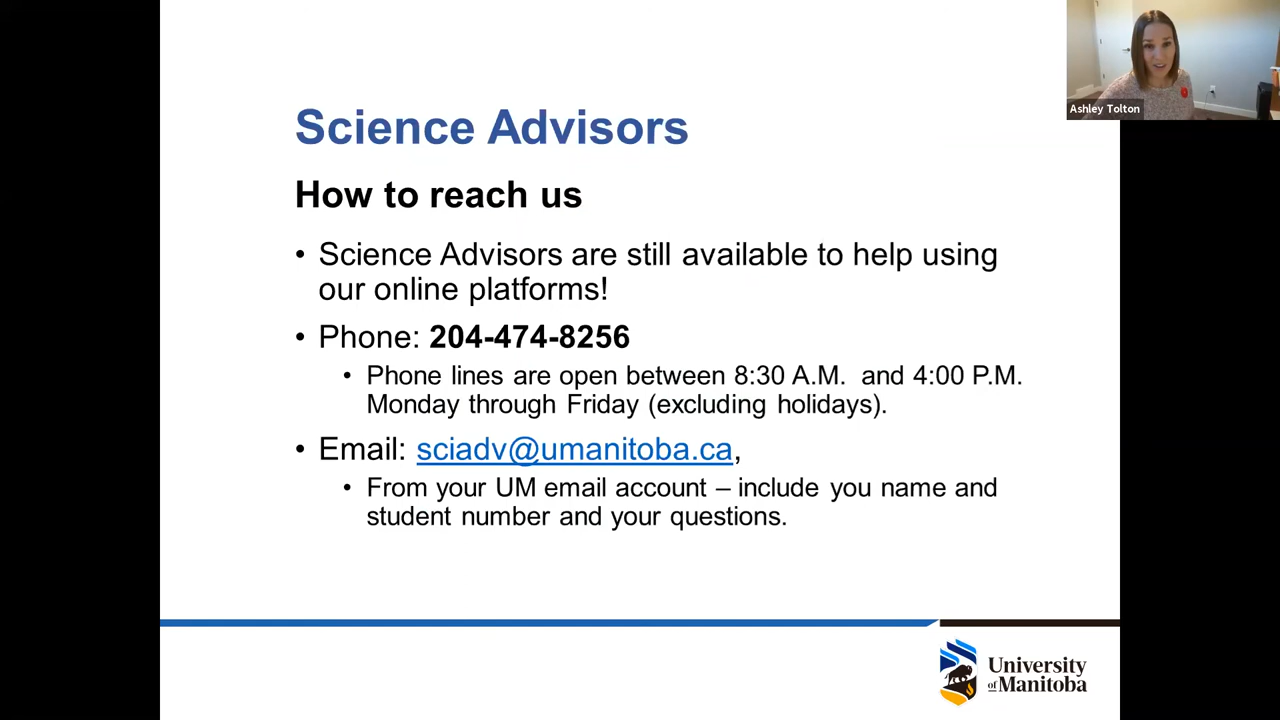 Ashley Tolton
Science Advisors
How to reach us
• Science Advisors are still available to help using
our online platforms!
• Phone: 204-474-8256
• Phone lines are open between 8:30 A.M.  and 4:00 P.M.
Monday through Friday (excluding holidays).
• Email: sciadv@umanitoba.ca,
• From your UM email account – include you name and
student number and your questions.
University
of Manitoba